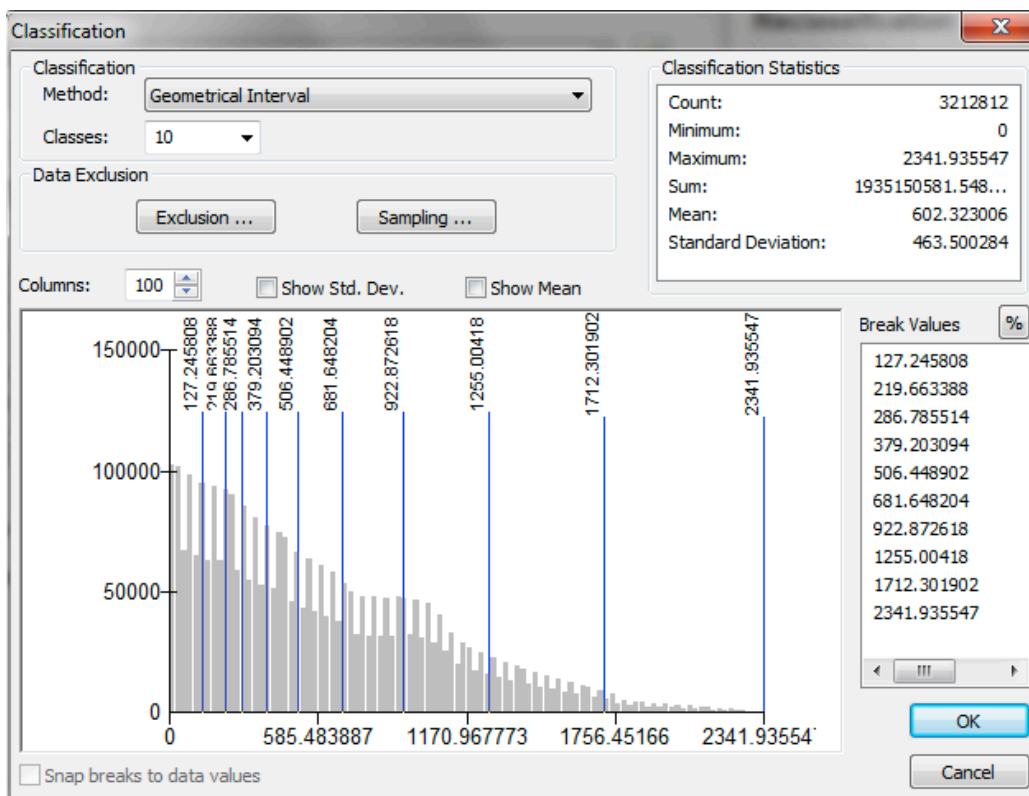 Classification
Classification
Method: Geometrical Interval
Classes: 10
Data Exclusion
Exclusion ...
Sampling ...
Classification Statistics
Count: 3212812
Minimum: 0
Maximum: 2341.935547
Sum: 1935150581.548...
Mean: 602.323006
Standard Deviation: 463.500284
Columns: 100
Show Std. Dev.
Show Mean
127.245808
219.663388
286.785514
379.203094
506.448902
681.648204
922.872618
1255.00418
1712.301902
2341.935547
150000
100000
50000
0
0 585.483887 1170.967773 1756.45166 2341.93554
Break Values %
127.245808
219.663388
286.785514
379.203094
506.448902
681.648204
922.872618
1255.00418
1712.301902
2341.935547
Snap breaks to data values
OK
Cancel